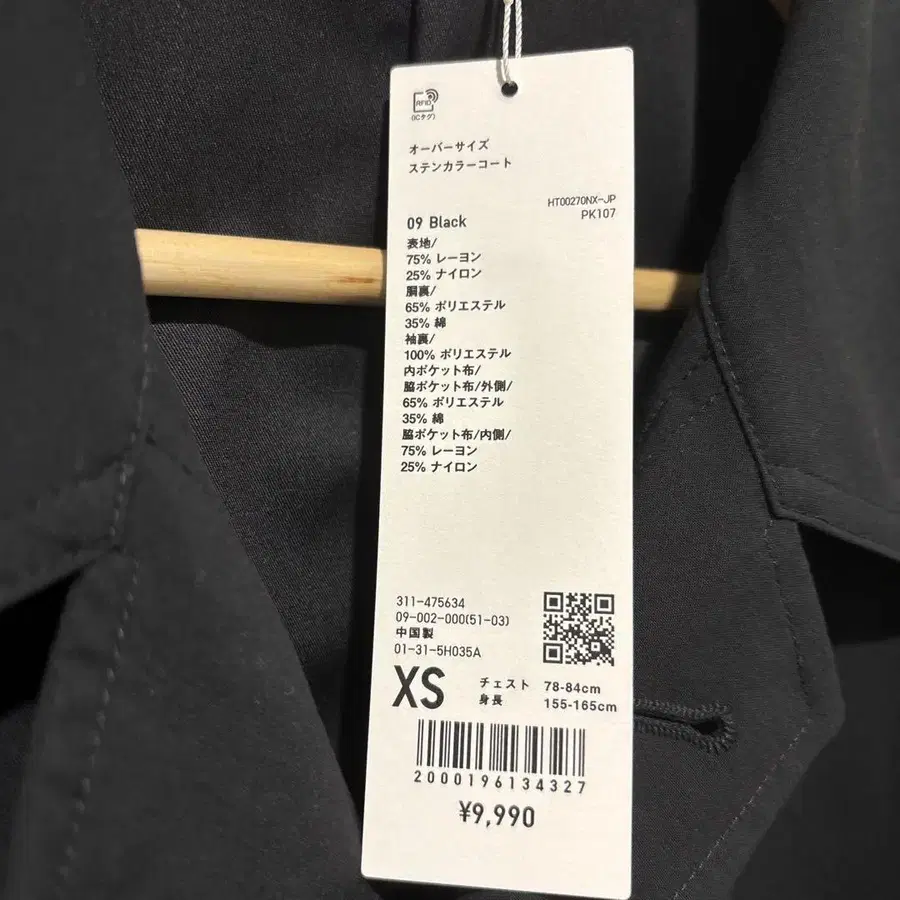 RFID
(ICタグ)
オーバーサイズ
ステンカラーコート
HT00270NX-JP
PK107
09 Black
表地/
75% レーヨン
25% ナイロン
胴裏/
65% ポリエステル
35% 綿
袖裏/
100% ポリエステル
内ポケット布/
脇ポケット布/外側/
65% ポリエステル
35% 綿
脇ポケット布/内側/
75% レーヨン
25% ナイロン
311-475634
09-002-000(51-03)
中国製
01-31-5H035A
XS チェスト 78-84cm
身長 155-165cm
2000196134327
¥9,990